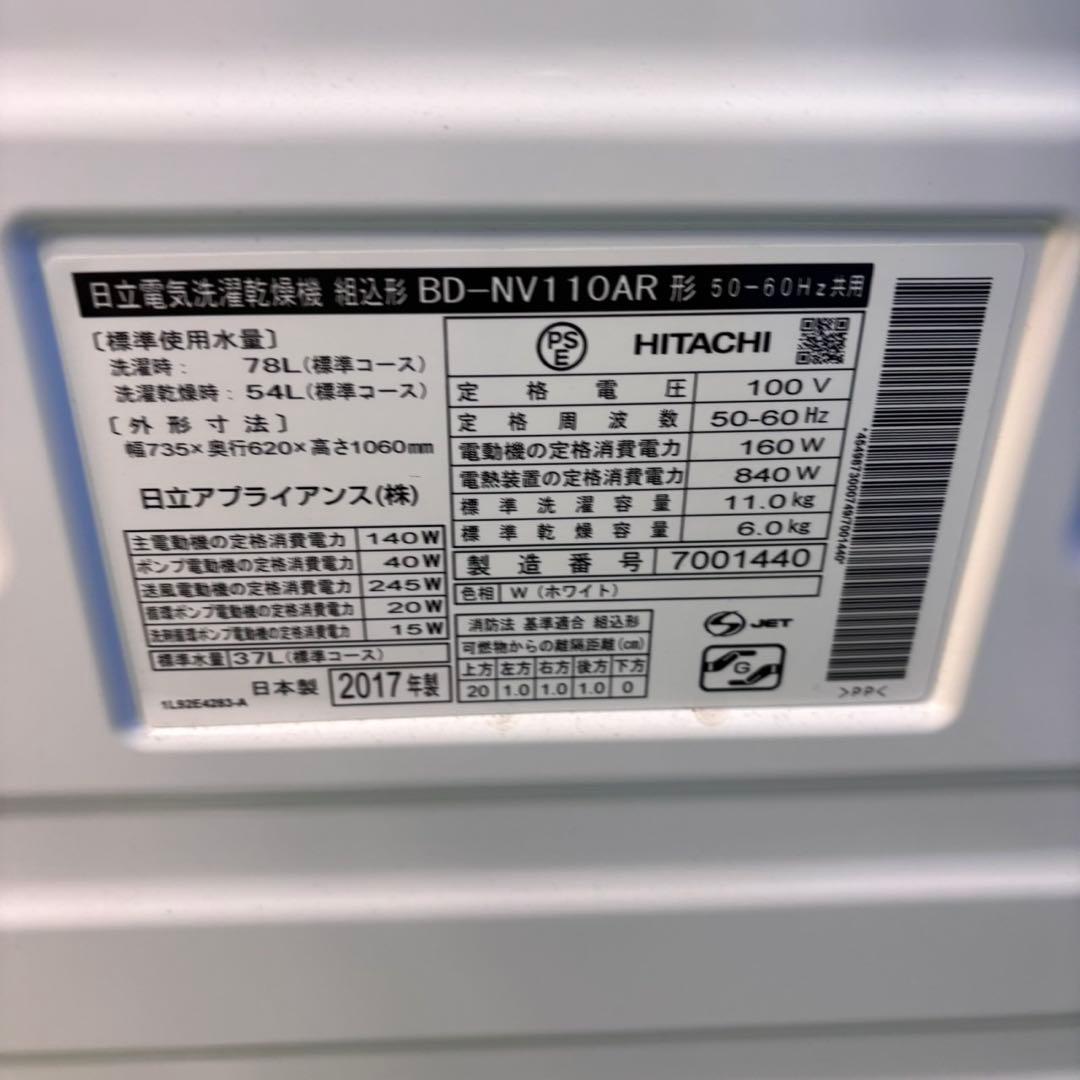 日立電気洗濯乾燥機 組込形 BD-NV110AR 形 50-60Hz共用
〔標準使用水量〕
洗濯時: 78L(標準コース)
洗濯乾燥時: 54L(標準コース)
〔外形寸法〕
幅735×奥行620×高さ1060mm
日立アプライアンス(株)
主電動機の定格消費電力 140W
ポンプ電動機の定格消費電力 40W
送風電動機の定格消費電力 245W
循環ポンプ電動機の定格消費電力 20W
洗剤循環ポンプ電動機の定格消費電力 15W
標準水量 37L(標準コース)
日本製 2017年製
1L92E4283-A
PSE HITACHI
定格電圧 100V
定格周波数 50-60Hz
電動機の定格消費電力 160W
電熱装置の定格消費電力 840W
標準洗濯容量 11.0kg
標準乾燥容量 6.0kg
製造番号 7001440
色相 W(ホワイト)
消防法 基準適合 組込形
可燃物からの離隔距離(cm)
上方 左方 右方 後方 下方
20 1.0 1.0 1.0 0
S JET
G
*4549873000749/7001440*
>PP<